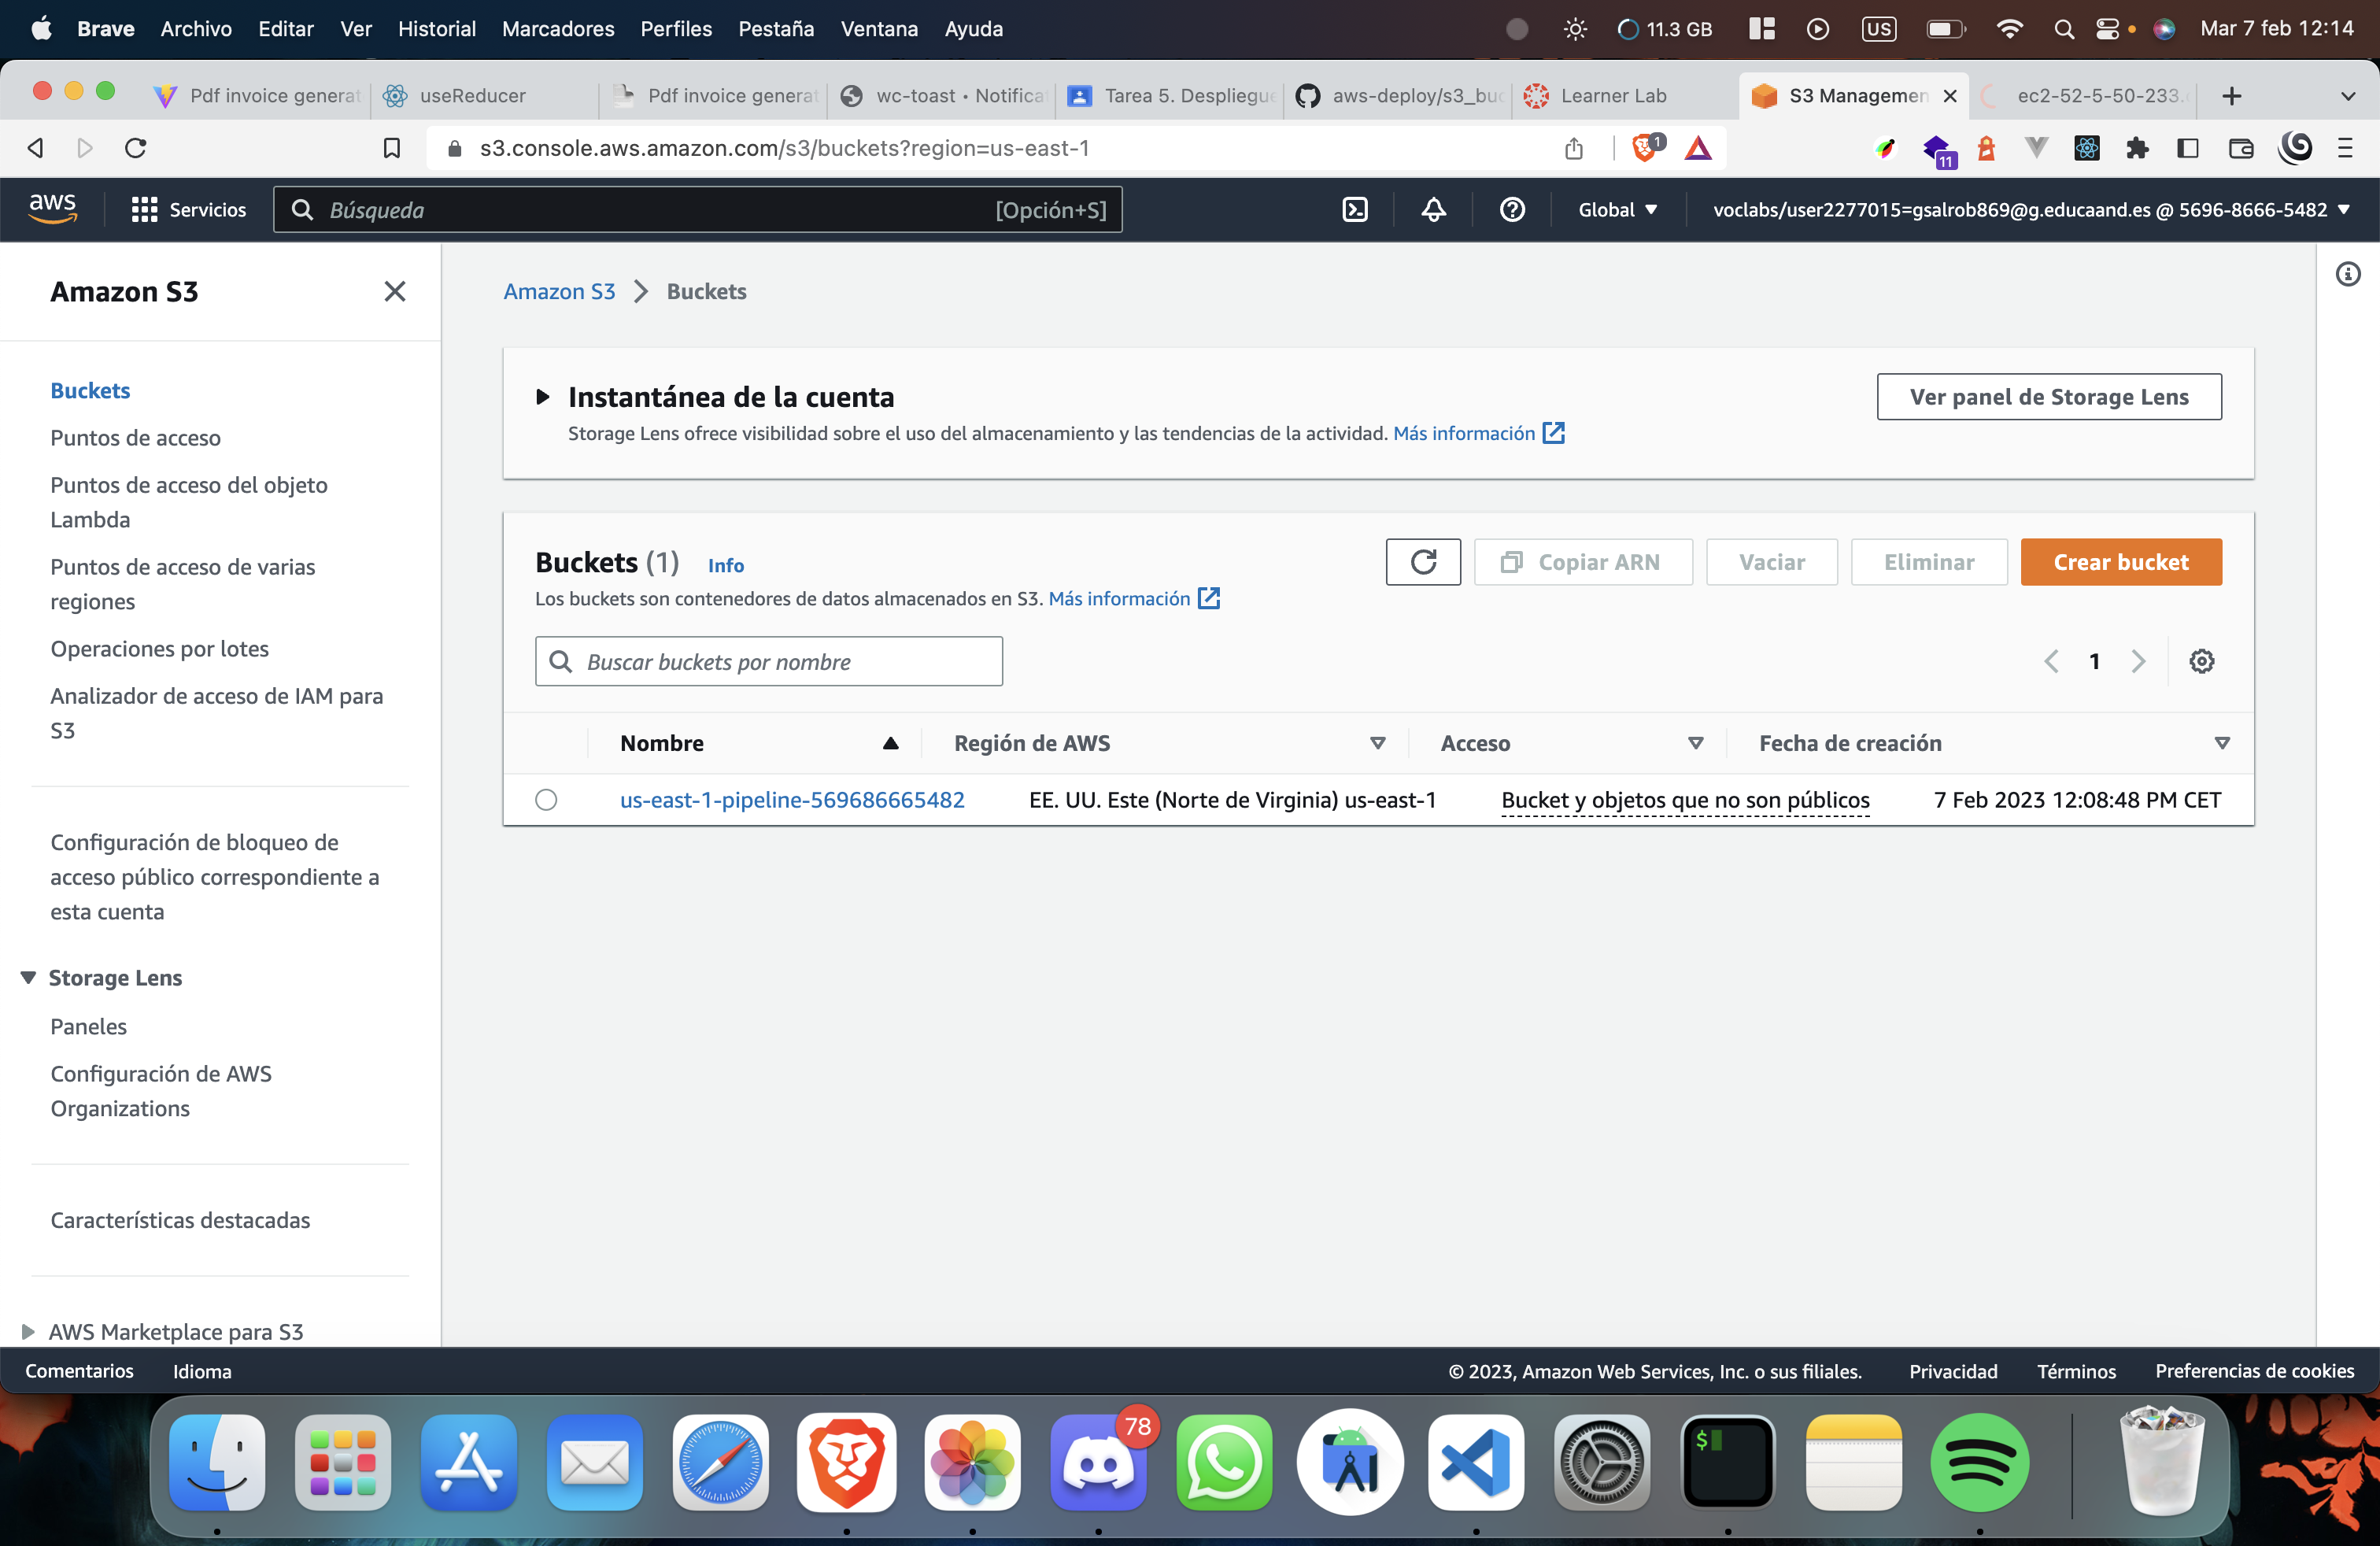 Brave Archivo Editar Ver Historial Marcadores Perfiles Pestaña Ventana Ayuda 11.3 GB US Mar 7 feb 12:14
Pdf invoice generat useReducer Pdf invoice generat wc-toast • Notifica Tarea 5. Despliegue aws-deploy/s3_buc Learner Lab S3 Managemen ec2-52-5-50-233.
s3.console.aws.amazon.com/s3/buckets?region=us-east-1 1 11
aws Servicios Búsqueda [Opción+S] Global voclabs/user2277015=gsalrob869@g.educaand.es @ 5696-8666-5482
Amazon S3
Buckets
Puntos de acceso
Puntos de acceso del objeto
Lambda
Puntos de acceso de varias
regiones
Operaciones por lotes
Analizador de acceso de IAM para
S3
Configuración de bloqueo de
acceso público correspondiente a
esta cuenta
Storage Lens
Paneles
Configuración de AWS
Organizations
Características destacadas
AWS Marketplace para S3
Amazon S3 Buckets
Instantánea de la cuenta
Storage Lens ofrece visibilidad sobre el uso del almacenamiento y las tendencias de la actividad. Más información
Ver panel de Storage Lens
Buckets (1) Info
Los buckets son contenedores de datos almacenados en S3. Más información
Copiar ARN Vaciar Eliminar Crear bucket
Buscar buckets por nombre
1
Nombre Región de AWS Acceso Fecha de creación
us-east-1-pipeline-569686665482 EE. UU. Este (Norte de Virginia) us-east-1 Bucket y objetos que no son públicos 7 Feb 2023 12:08:48 PM CET
Comentarios Idioma © 2023, Amazon Web Services, Inc. o sus filiales. Privacidad Términos Preferencias de cookies
78
$